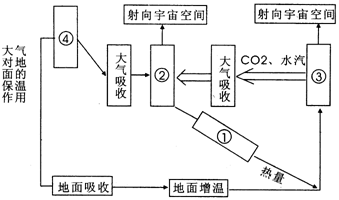 射向宇宙空间
射向宇宙空间
大气对地面的保温作用
④
大气吸收
②
大气吸收
CO2、水汽
③
①
热量
地面吸收
地面增温